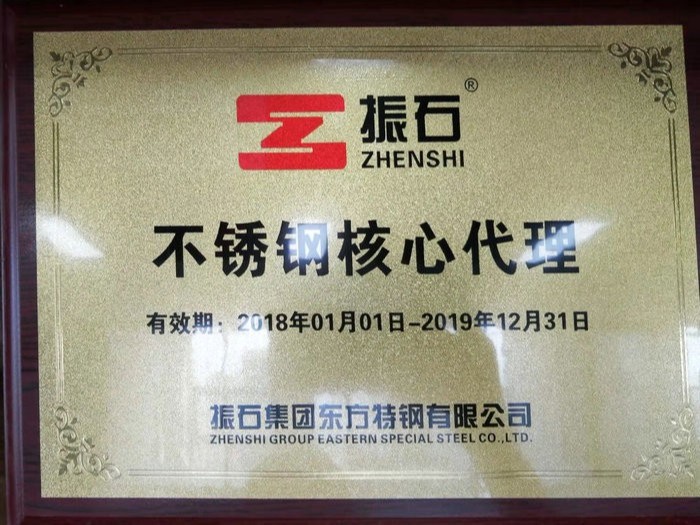 振石®
ZHENSHI
不锈钢核心代理
有效期：2018年01月01日-2019年12月31日
振石集团东方特钢有限公司
ZHENSHI GROUP EASTERN SPECIAL STEEL CO.,LTD.